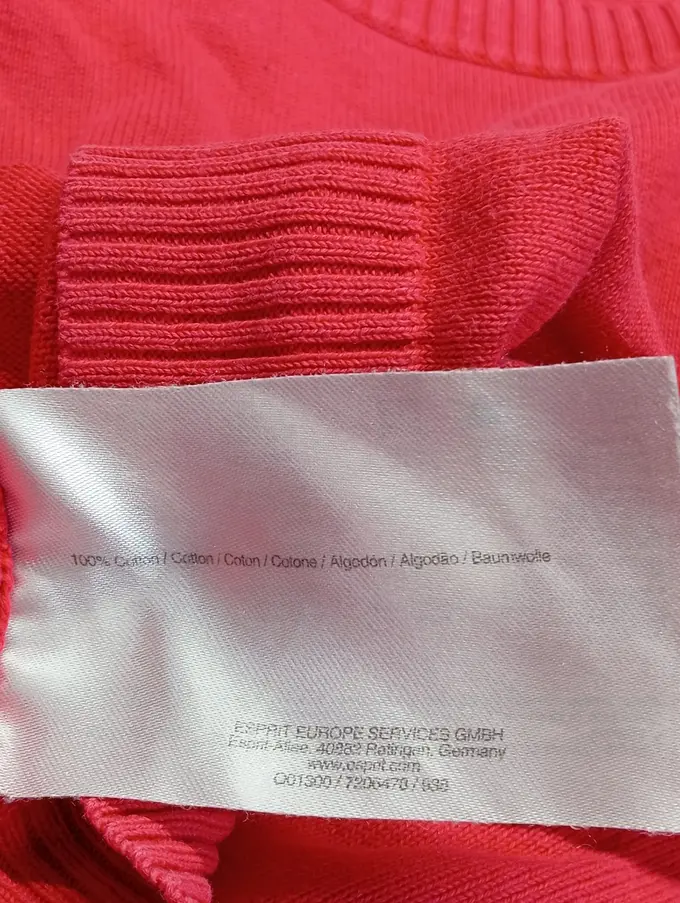 100% Cotton / Cotton / Coton / Cotone / Algodón / Algodão / Baumwolle
ESPRIT EUROPE SERVICES GMBH
Esprit-Allee, 40882 Ratingen, Germany
www.esprit.com
O01300 / 7206470 / 638